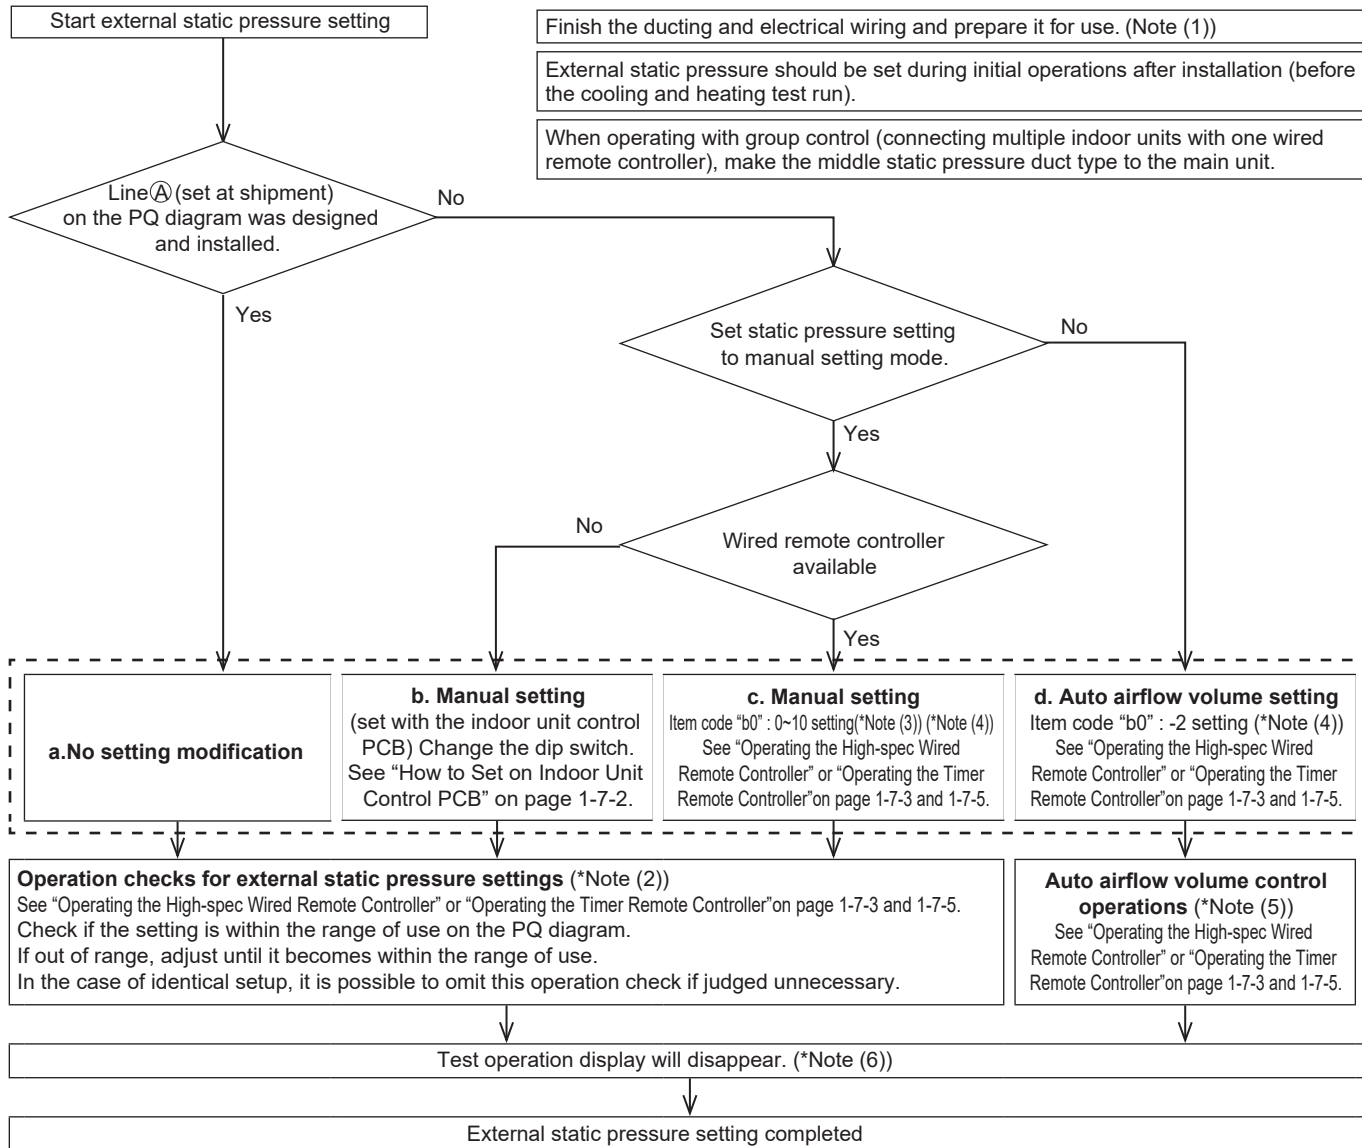 Start external static pressure setting
Finish the ducting and electrical wiring and prepare it for use. (Note (1))
External static pressure should be set during initial operations after installation (before
the cooling and heating test run).
When operating with group control (connecting multiple indoor units with one wired
remote controller), make the middle static pressure duct type to the main unit.
LineⒶ (set at shipment)
on the PQ diagram was designed
and installed.
No
Yes
Set static pressure setting
to manual setting mode.
No
Yes
Wired remote controller
available
No
Yes
a.No setting modification
b. Manual setting
(set with the indoor unit control
PCB) Change the dip switch.
See “How to Set on Indoor Unit
Control PCB” on page 1-7-2.
c. Manual setting
Item code “b0” : 0~10 setting(*Note (3)) (*Note (4))
See “Operating the High-spec Wired
Remote Controller” or “Operating the Timer
Remote Controller”on page 1-7-3 and 1-7-5.
d. Auto airflow volume setting
Item code “b0” : -2 setting (*Note (4))
See “Operating the High-spec Wired
Remote Controller” or “Operating the Timer
Remote Controller”on page 1-7-3 and 1-7-5.
Operation checks for external static pressure settings (*Note (2))
See “Operating the High-spec Wired Remote Controller” or “Operating the Timer Remote Controller”on page 1-7-3 and 1-7-5.
Check if the setting is within the range of use on the PQ diagram.
If out of range, adjust until it becomes within the range of use.
In the case of identical setup, it is possible to omit this operation check if judged unnecessary.
Auto airflow volume control
operations (*Note (5))
See “Operating the High-spec Wired
Remote Controller” or “Operating the Timer
Remote Controller”on page 1-7-3 and 1-7-5.
Test operation display will disappear. (*Note (6))
External static pressure setting completed